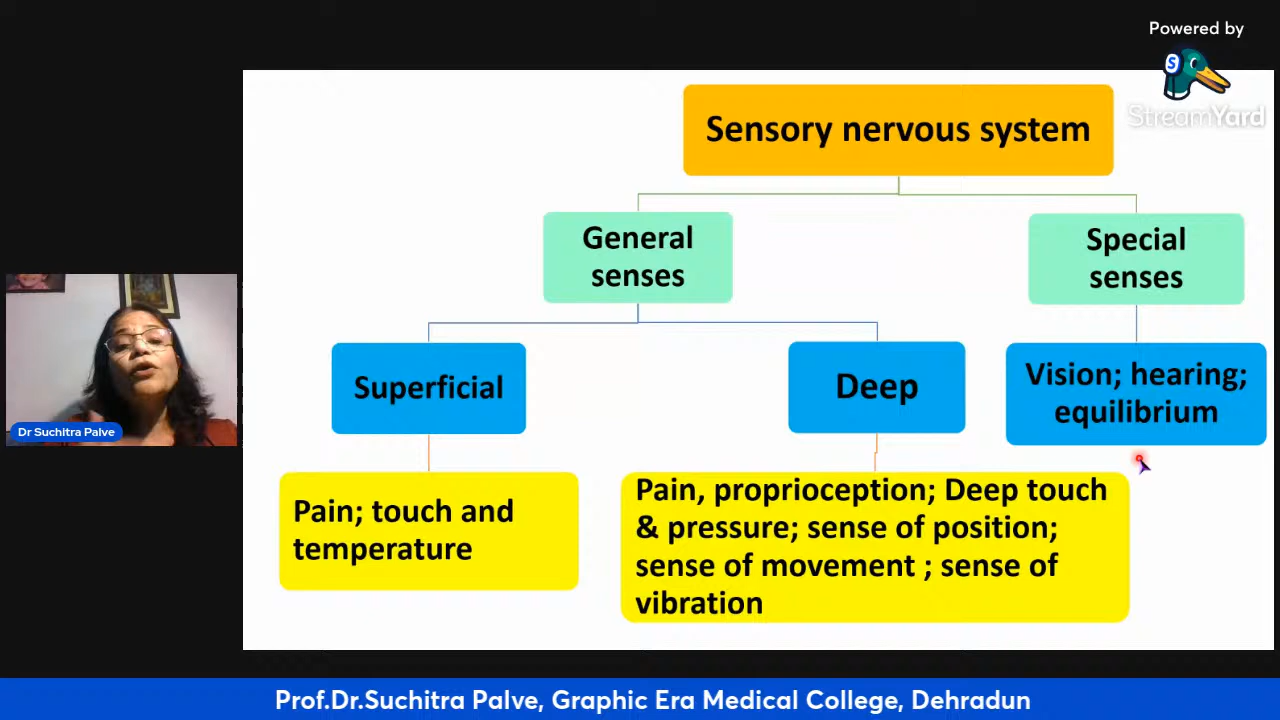 Powered by
S
StreamYard
Sensory nervous system
General
senses
Special
senses
Superficial
Deep
Vision; hearing;
equilibrium
Pain; touch and
temperature
Pain, proprioception; Deep touch
& pressure; sense of position;
sense of movement ; sense of
vibration
Dr Suchitra Palve
Prof.Dr.Suchitra Palve, Graphic Era Medical College, Dehradun